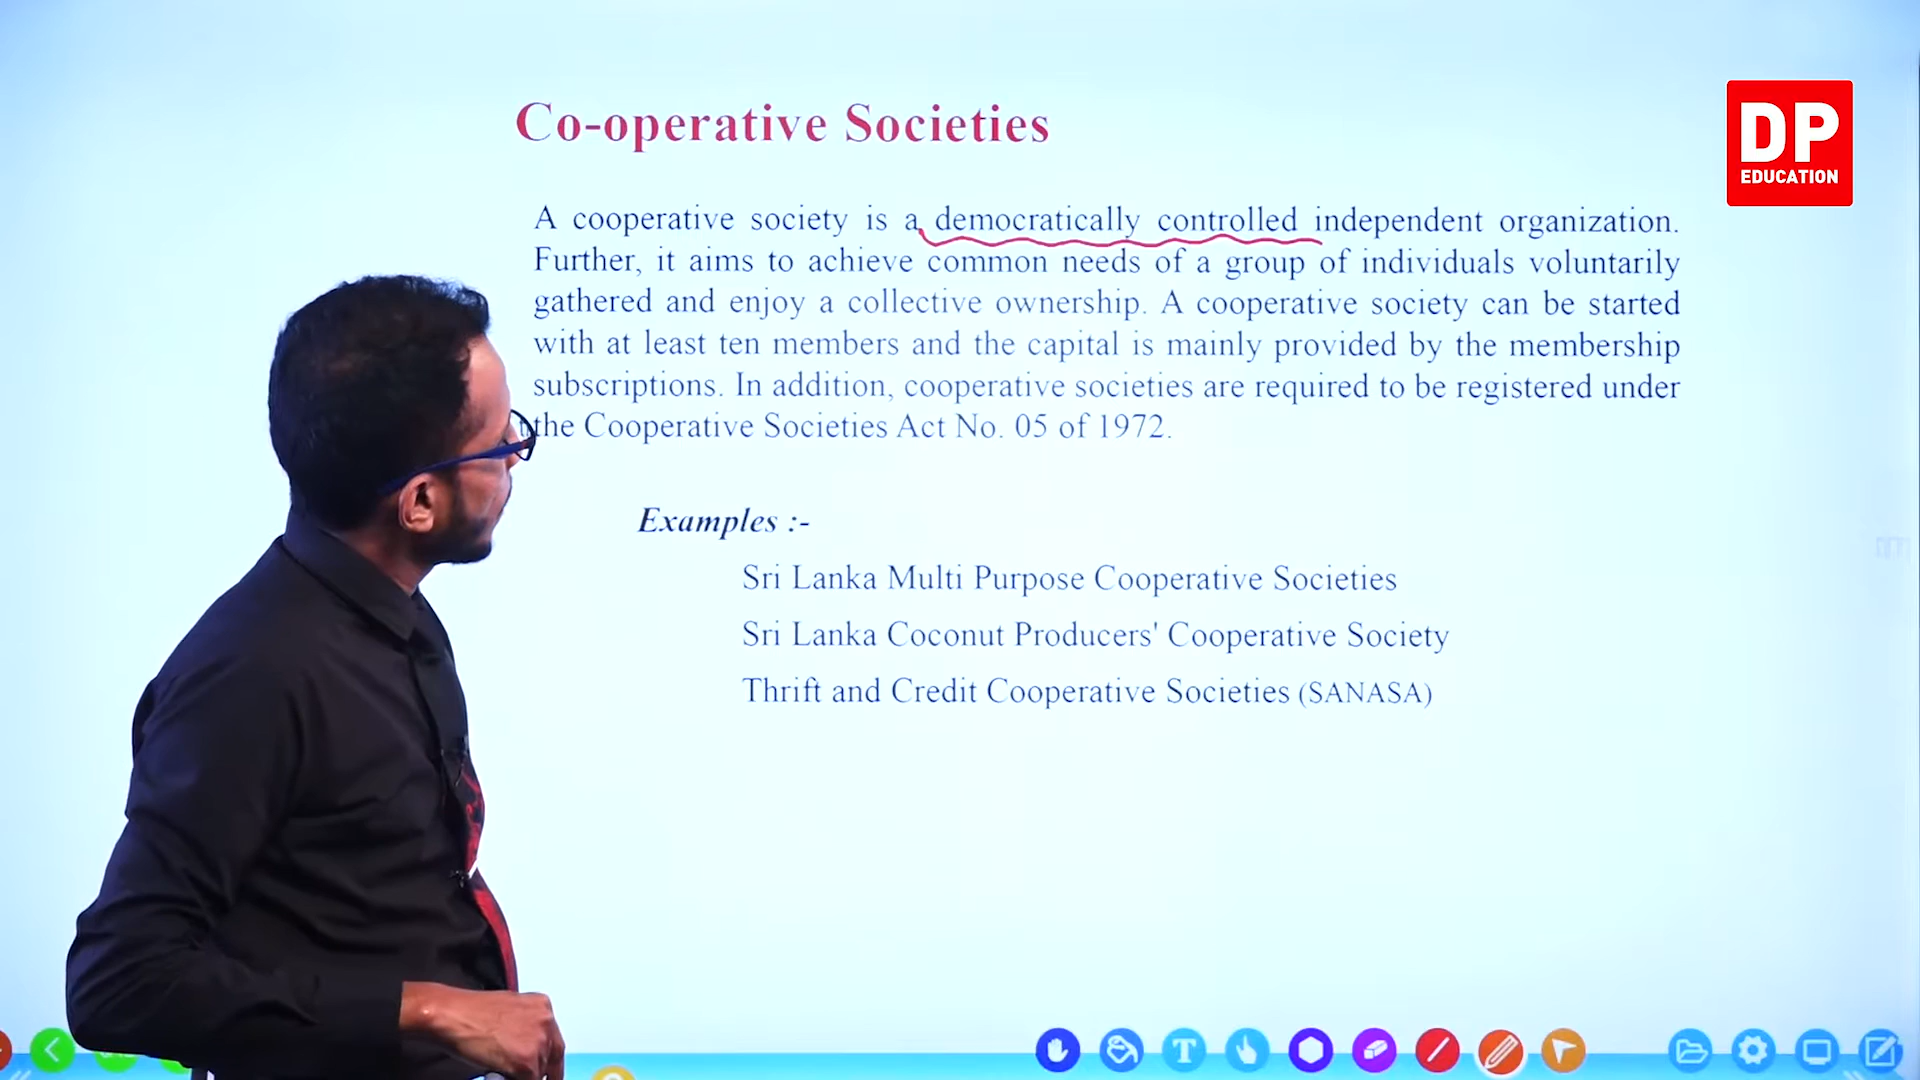 Co-operative Societies
DP
EDUCATION
A cooperative society is a democratically controlled independent organization.
Further, it aims to achieve common needs of a group of individuals voluntarily
gathered and enjoy a collective ownership. A cooperative society can be started
with at least ten members and the capital is mainly provided by the membership
subscriptions. In addition, cooperative societies are required to be registered under
the Cooperative Societies Act No. 05 of 1972.
Examples :-
Sri Lanka Multi Purpose Cooperative Societies
Sri Lanka Coconut Producers' Cooperative Society
Thrift and Credit Cooperative Societies (SANASA)
T